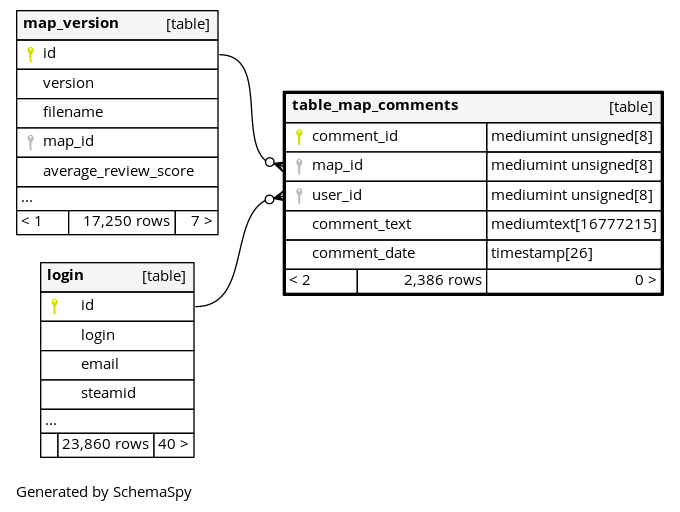 map_version [table]
id
version
filename
map_id
average_review_score
...
< 1 17,250 rows 7 >
table_map_comments [table]
comment_id mediumint unsigned[8]
map_id mediumint unsigned[8]
user_id mediumint unsigned[8]
comment_text mediumtext[16777215]
comment_date timestamp[26]
< 2 2,386 rows 0 >
login [table]
id
login
email
steamid
...
23,860 rows 40 >
Generated by SchemaSpy